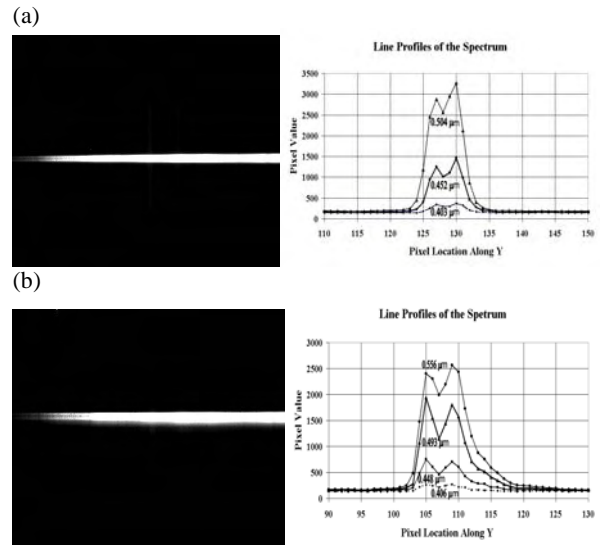 (a)
Line Profiles of the Spectrum
3500
3000
2500
2000
1500
1000
500
0
0.504 µm
0.452 µm
0.403 µm
110 115 120 125 130 135 140 145 150
Pixel Value
Pixel Location Along Y
(b)
Line Profiles of the Spetrum
3000
2500
2000
1500
1000
500
0
0.556 µm
0.493 µm
0.448 µm
0.406 µm
90 95 100 105 110 115 120 125 130
Pixel Value
Pixel Location Along Y